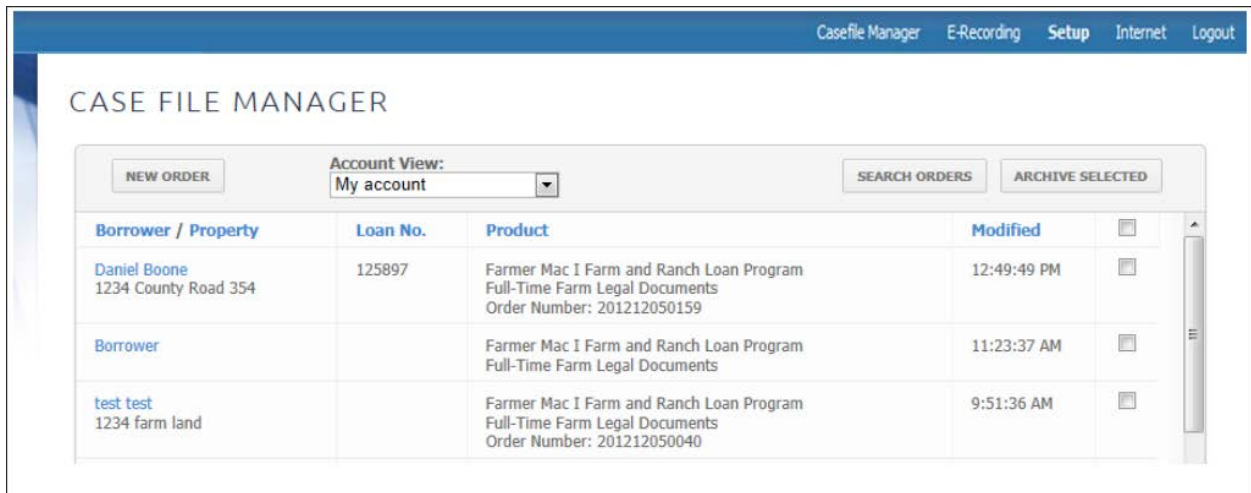 Casefile Manager E-Recording Setup Internet Logout
CASE FILE MANAGER
NEW ORDER
Account View:
My account
SEARCH ORDERS
ARCHIVE SELECTED
Borrower / Property Loan No. Product Modified
Daniel Boone 125897 Farmer Mac I Farm and Ranch Loan Program 12:49:49 PM
1234 County Road 354 Full-Time Farm Legal Documents
Order Number: 201212050159
Borrower Farmer Mac I Farm and Ranch Loan Program 11:23:37 AM
Full-Time Farm Legal Documents
test test Farmer Mac I Farm and Ranch Loan Program 9:51:36 AM
1234 farm land Full-Time Farm Legal Documents
Order Number: 201212050040